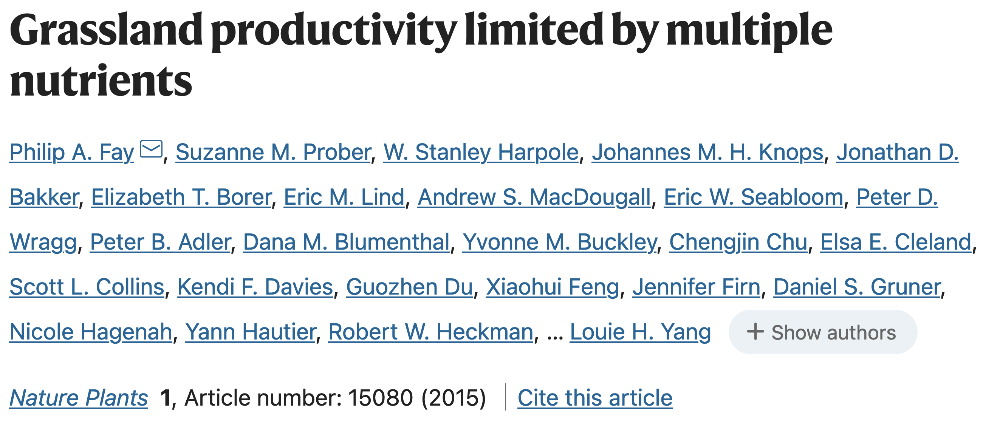 Grassland productivity limited by multiple
nutrients
Philip A. Fay, Suzanne M. Prober, W. Stanley Harpole, Johannes M. H. Knops, Jonathan D.
Bakker, Elizabeth T. Borer, Eric M. Lind, Andrew S. MacDougall, Eric W. Seabloom, Peter D.
Wragg, Peter B. Adler, Dana M. Blumenthal, Yvonne M. Buckley, Chengjin Chu, Elsa E. Cleland,
Scott L. Collins, Kendi F. Davies, Guozhen Du, Xiaohui Feng, Jennifer Firn, Daniel S. Gruner,
Nicole Hagenah, Yann Hautier, Robert W. Heckman, ... Louie H. Yang + Show authors
Nature Plants 1, Article number: 15080 (2015) | Cite this article